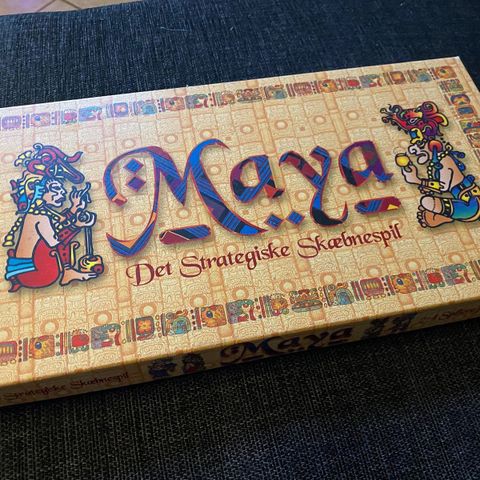 Maya
Det Strategiske Skæbnespil
Strategiske Skæbnespil
Maya